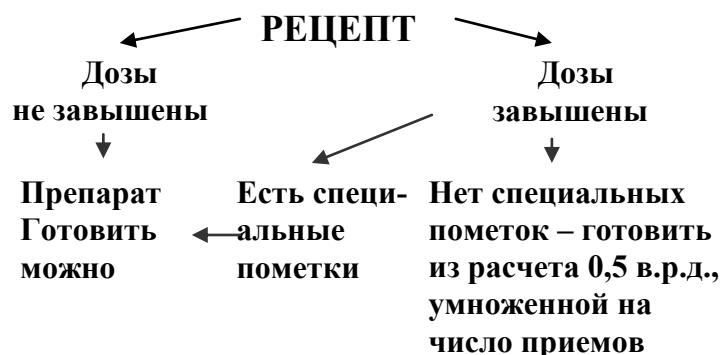 РЕЦЕПТ
Дозы
не завышены
Дозы
завышены
Препарат
Готовить
можно
Есть специ-
альные
пометки
Нет специальных
пометок – готовить
из расчета 0,5 в.р.д.,
умноженной на
число приемов